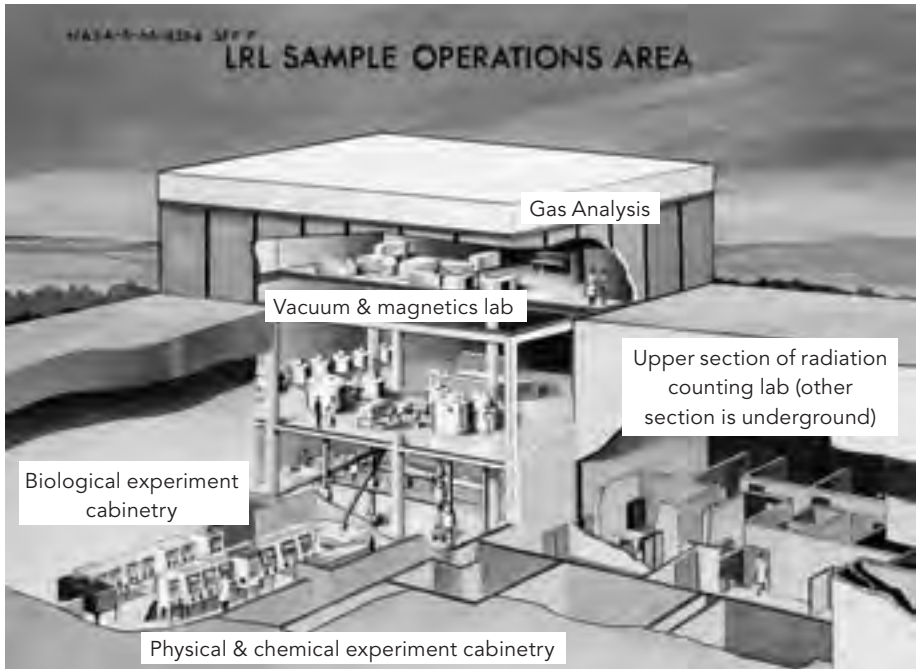 LRL SAMPLE OPERATIONS AREA
Gas Analysis
Vacuum & magnetics lab
Upper section of radiation
counting lab (other
section is underground)
Biological experiment
cabinetry
Physical & chemical experiment cabinetry